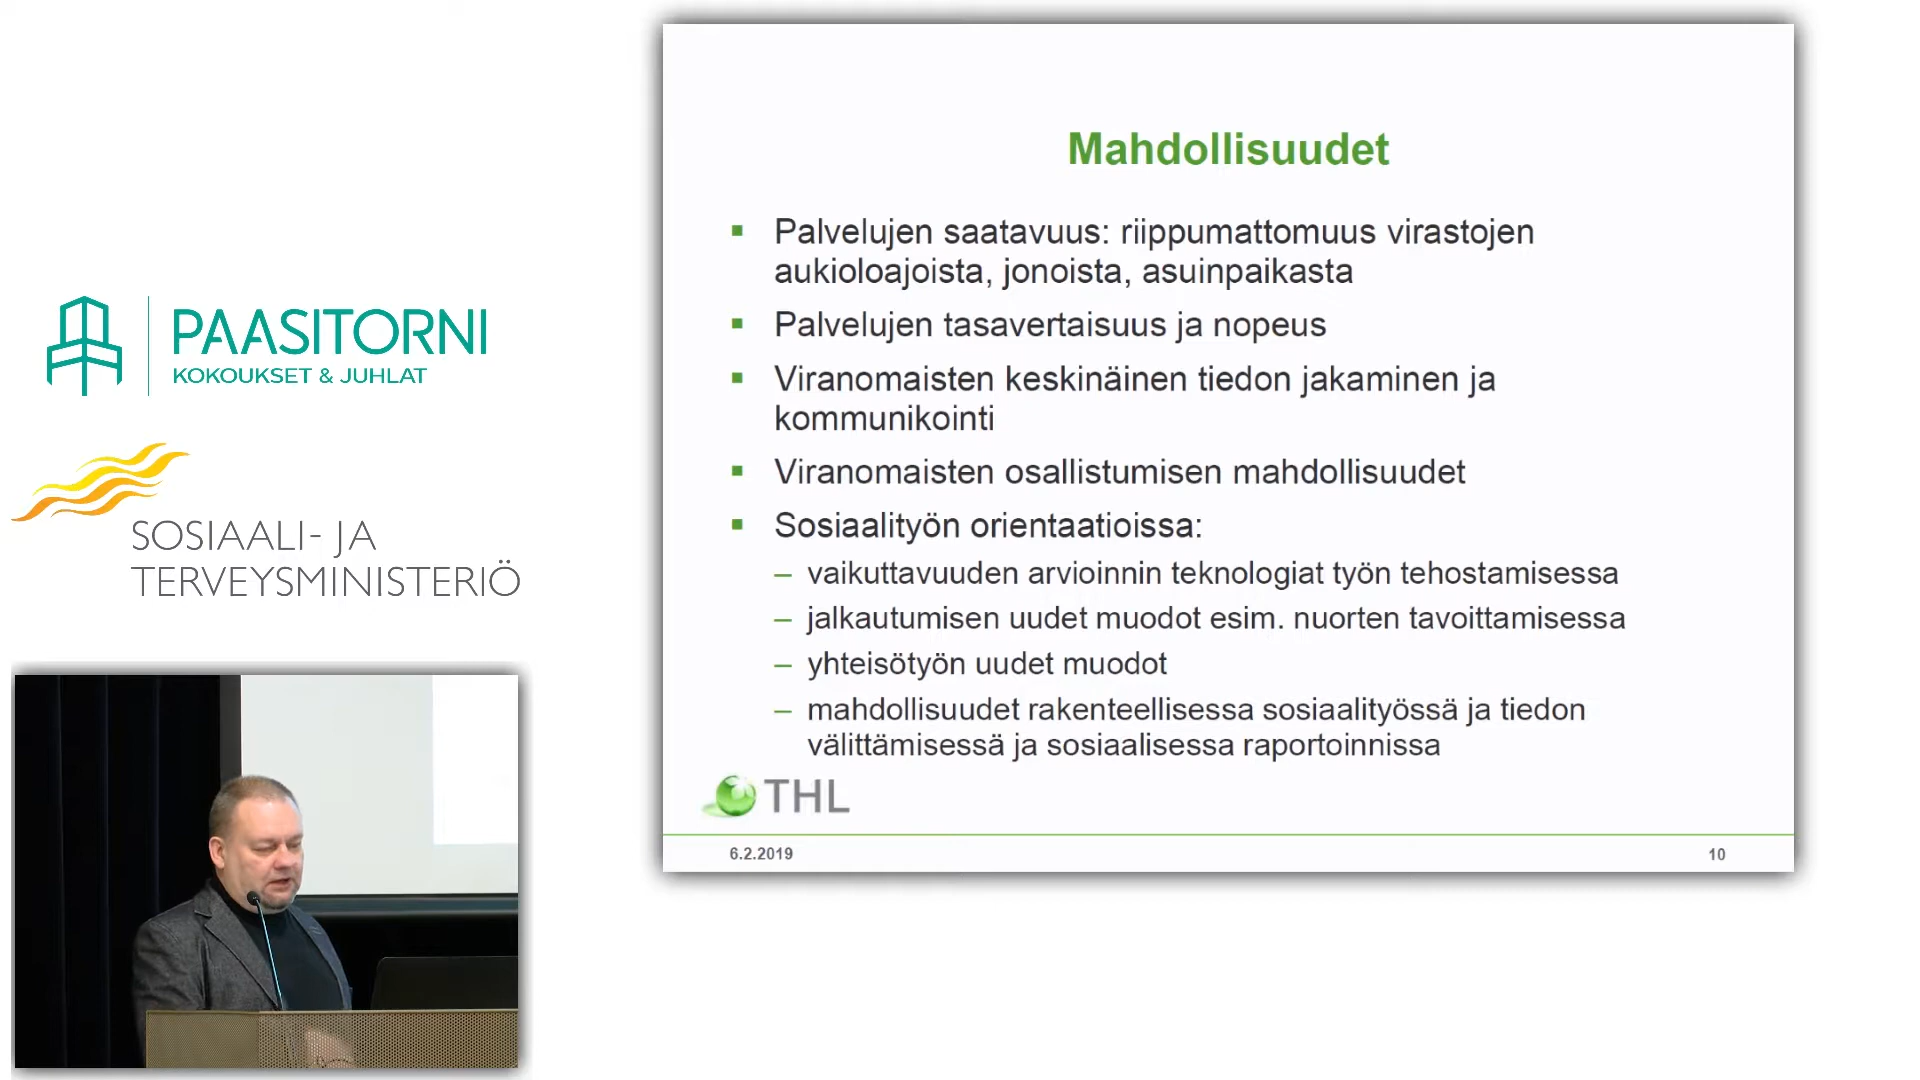 PAASITORNI
KOKOUKSET & JUHLAT
SOSIAALI- JA
TERVEYSMINISTERIÖ
Mahdollisuudet
▪ Palvelujen saatavuus: riippumattomuus virastojen
aukioloajoista, jonoista, asuinpaikasta
▪ Palvelujen tasavertaisuus ja nopeus
▪ Viranomaisten keskinäinen tiedon jakaminen ja
kommunikointi
▪ Viranomaisten osallistumisen mahdollisuudet
▪ Sosiaalityön orientaatioissa:
– vaikuttavuuden arvioinnin teknologiat työn tehostamisessa
– jalkautumisen uudet muodot esim. nuorten tavoittamisessa
– yhteisötyön uudet muodot
– mahdollisuudet rakenteellisessa sosiaalityössä ja tiedon
välittämisessä ja sosiaalisessa raportoinnissa
THL
6.2.2019
10